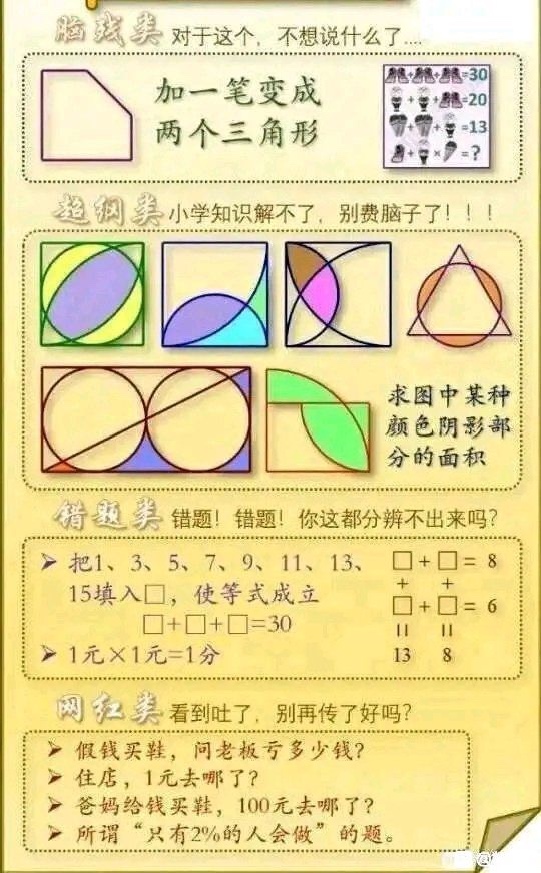 脑残类 对于这个，不想说什么了....
加一笔变成
两个三角形
=30
=20
=13
=?
超纲类 小学知识解不了，别费脑子了！！！
求图中某种
颜色阴影部
分的面积
错题类 错题！错题！你这都分辨不出来吗？
➢ 把1、3、5、7、9、11、13、
15填入□，使等式成立
□+□+□=30
➢ 1元×1元=1分
□+□= 8
+ +
□+□= 6
= =
13 8
网红类 看到吐了，别再传了好吗？
➢ 假钱买鞋，问老板亏多少钱？
➢ 住店，1元去哪了？
➢ 爸妈给钱买鞋，100元去哪了？
➢ 所谓“只有2%的人会做”的题。